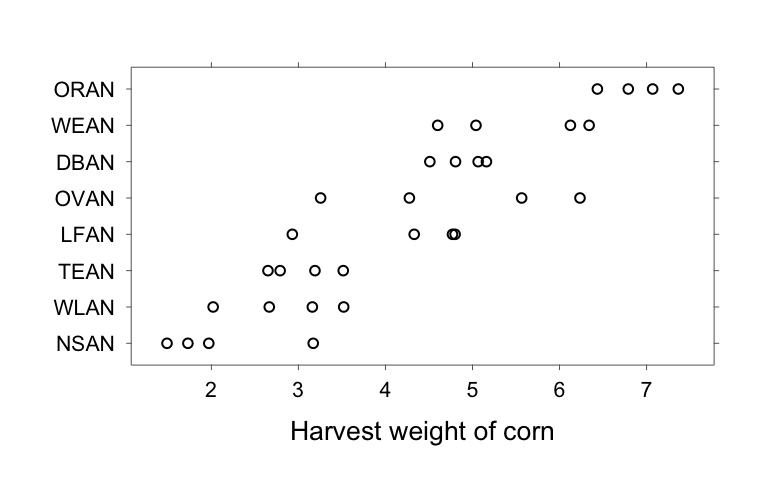 ORAN
WEAN
DBAN
OVAN
LFAN
TEAN
WLAN
NSAN
2 3 4 5 6 7
Harvest weight of corn